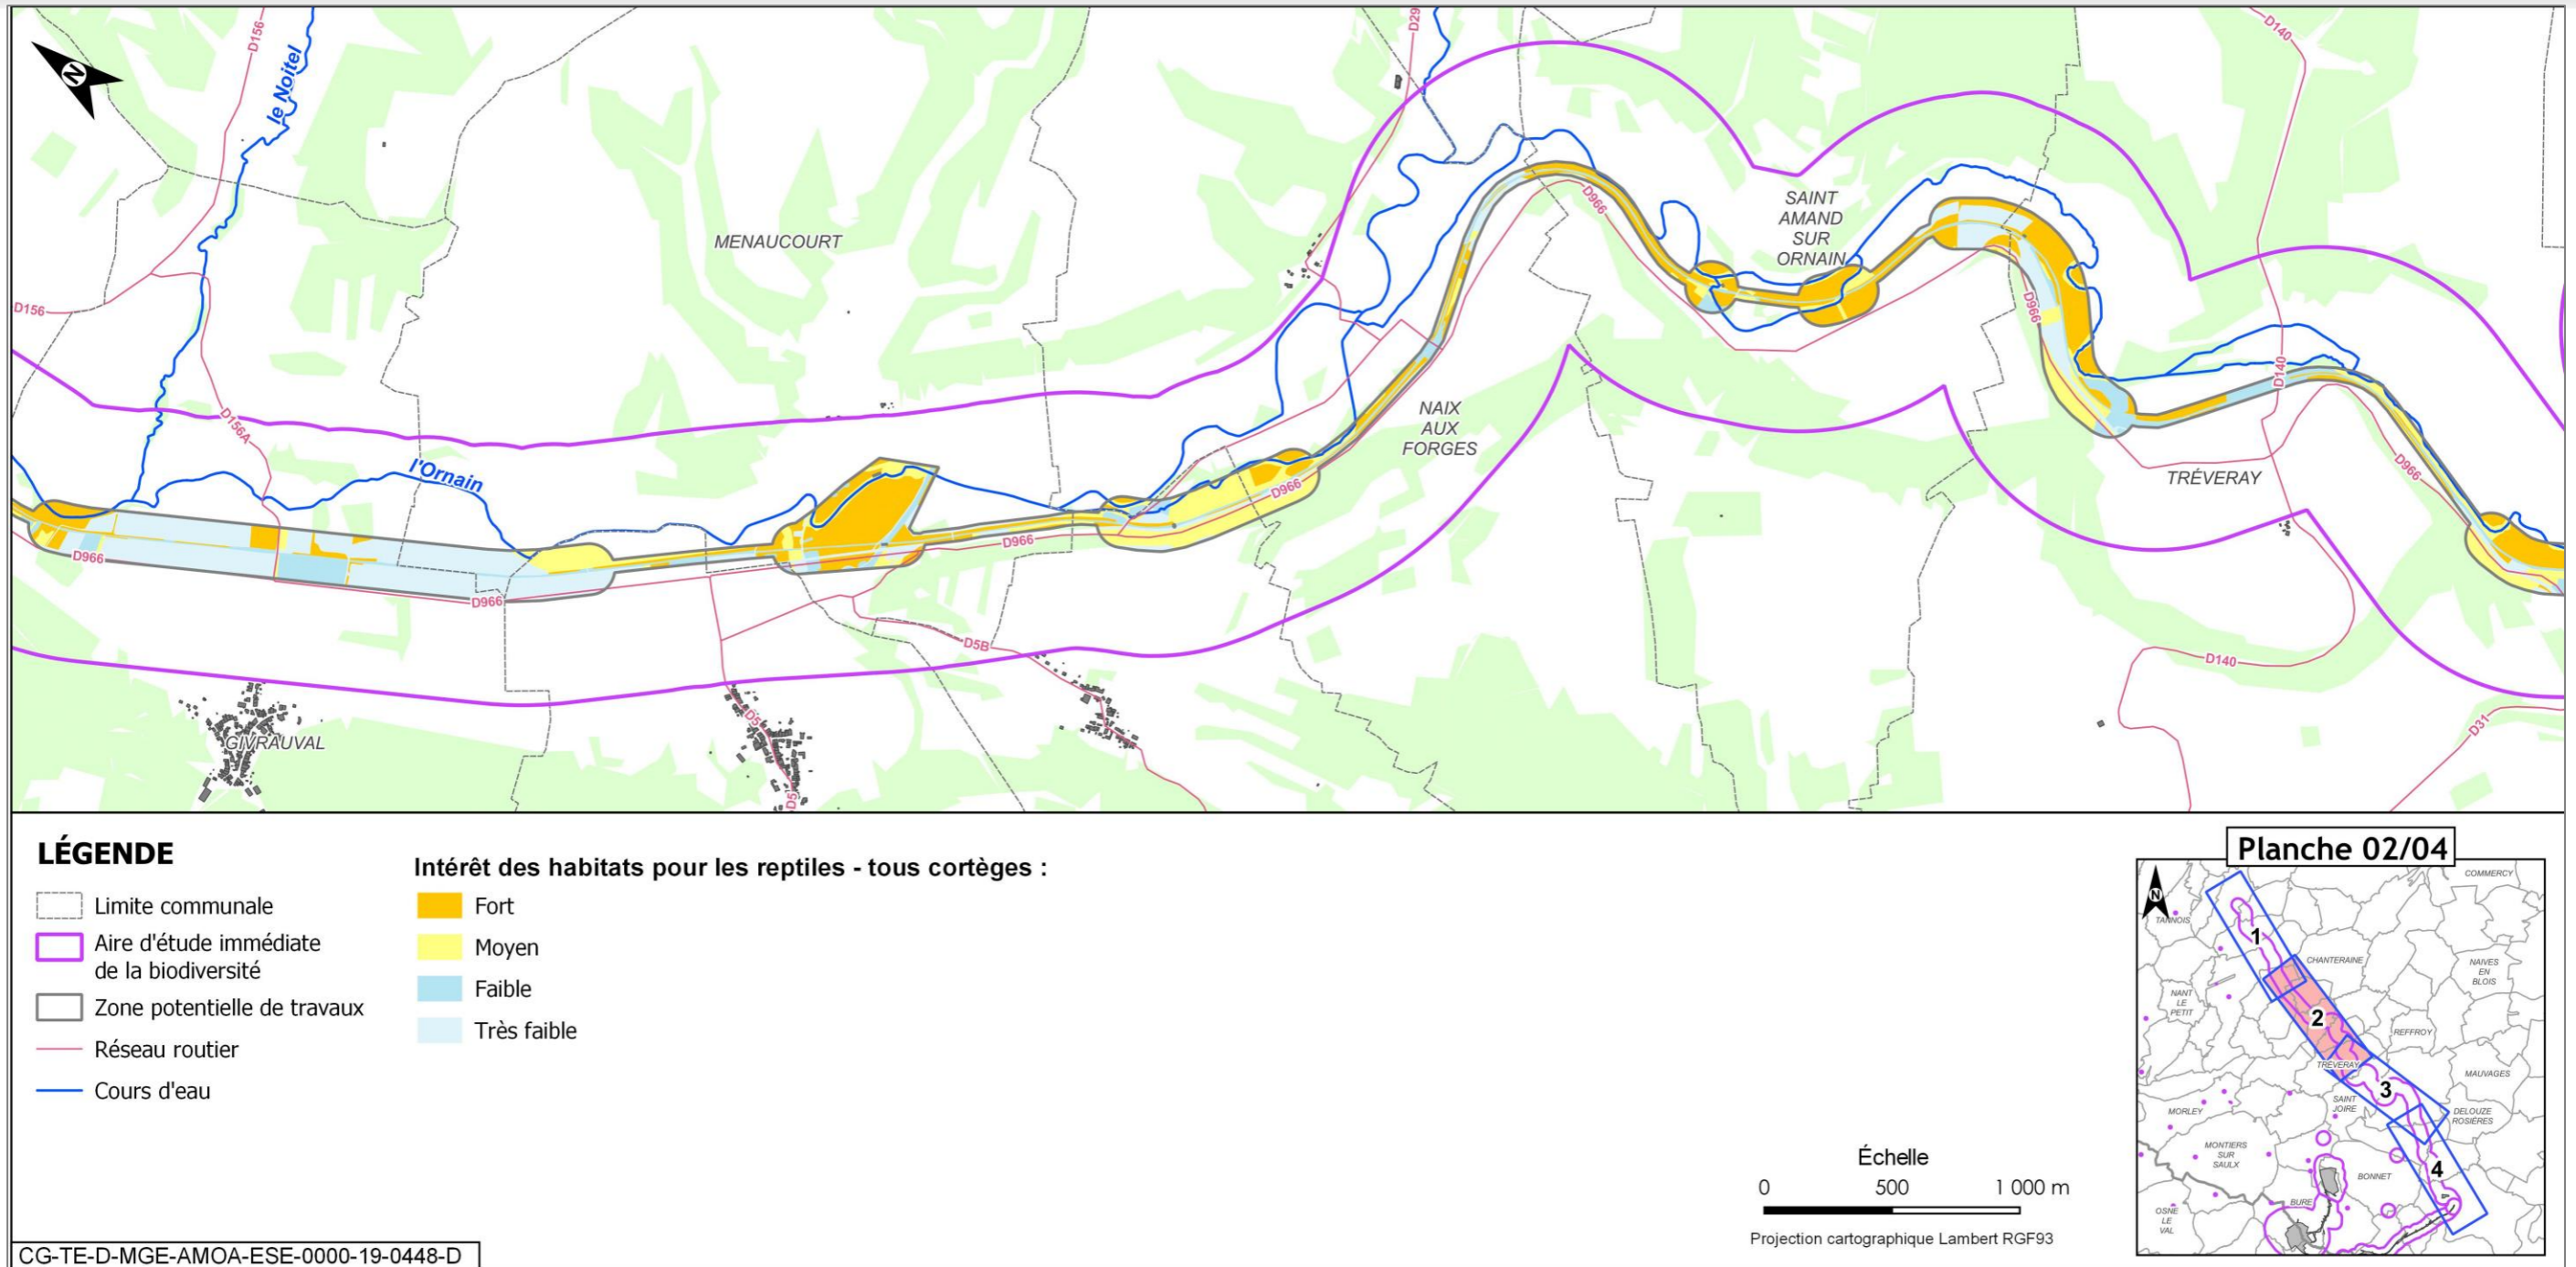 D156
le Noitel
D29
D140
N
MENAUCOURT
SAINT
AMAND
SUR
ORNAIN
D966
D156
D966
D140
D156A
NAIX
AUX
FORGES
l'Ornain
D966
TRÉVERAY
D966
D966
D966
D966
D5B
D140
D5
GIVRAUVAL
D31
D5
LÉGENDE
Limite communale
Aire d'étude immédiate
de la biodiversité
Zone potentielle de travaux
Réseau routier
Cours d'eau
Intérêt des habitats pour les reptiles - tous cortèges :
Fort
Moyen
Faible
Très faible
Échelle
0 500 1 000 m
Projection cartographique Lambert RGF93
Planche 02/04
N
COMMERCY
TANNOIS
1
CHANTERAINE
NAIVES
EN
BLOIS
NANT
LE
PETIT
2
REFFROY
TRÉVERAY
MAUVAGES
3
SAINT
JOIRE
MORLEY
DELOUZE
ROSIÈRES
MONTIERS
SUR
SAULX
4
BONNET
BURE
OSNE
LE
VAL
CG-TE-D-MGE-AMOA-ESE-0000-19-0448-D